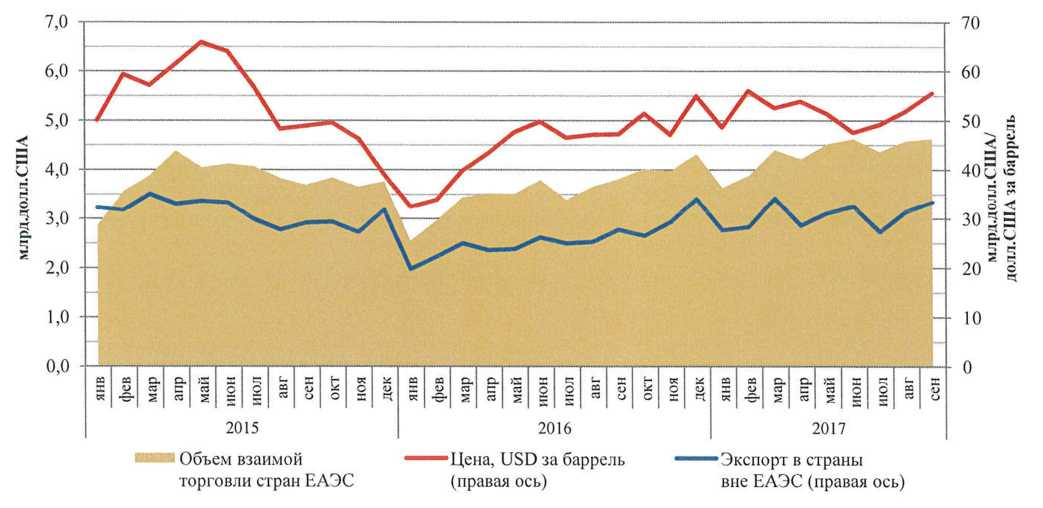 7,0
6,0
5,0
4,0
3,0
2,0
1,0
0,0
млрд.долл.США
70
60
50
40
30
20
10
0
млрд.долл.США/
долл.США за баррель
янв фев мар апр май июн июл авг сен окт ноя дек янв фев мар апр май июн июл авг сен окт ноя дек янв фев мар апр май июн июл авг сен
2015 2016 2017
Объем взаимой
торговли стран ЕАЭС
Цена, USD за баррель
(правая ось)
Экспорт в страны
вне ЕАЭС (правая ось)